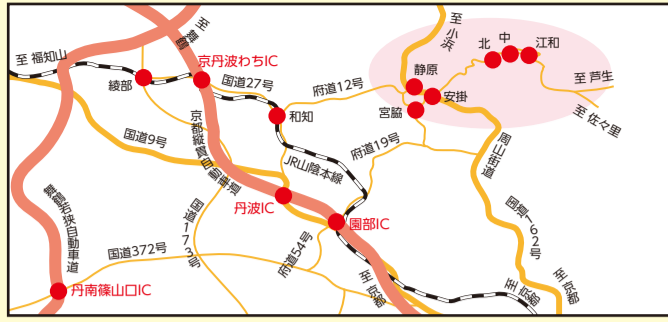 至 小浜
中
北
江和
至 舞鶴
至 福知山
京丹波わちIC
静原
至 芦生
綾部
国道27号
府道12号
安掛
宮脇
至 佐々里
和知
国道9号
京都縦貫自動車道
府道19号
周山街道
JR山陰本線
丹波IC
国道162号
舞鶴若狭自動車道
国道173号
園部IC
国道372号
府道54号
至 京都
至 京都
至 京都
丹南篠山口IC